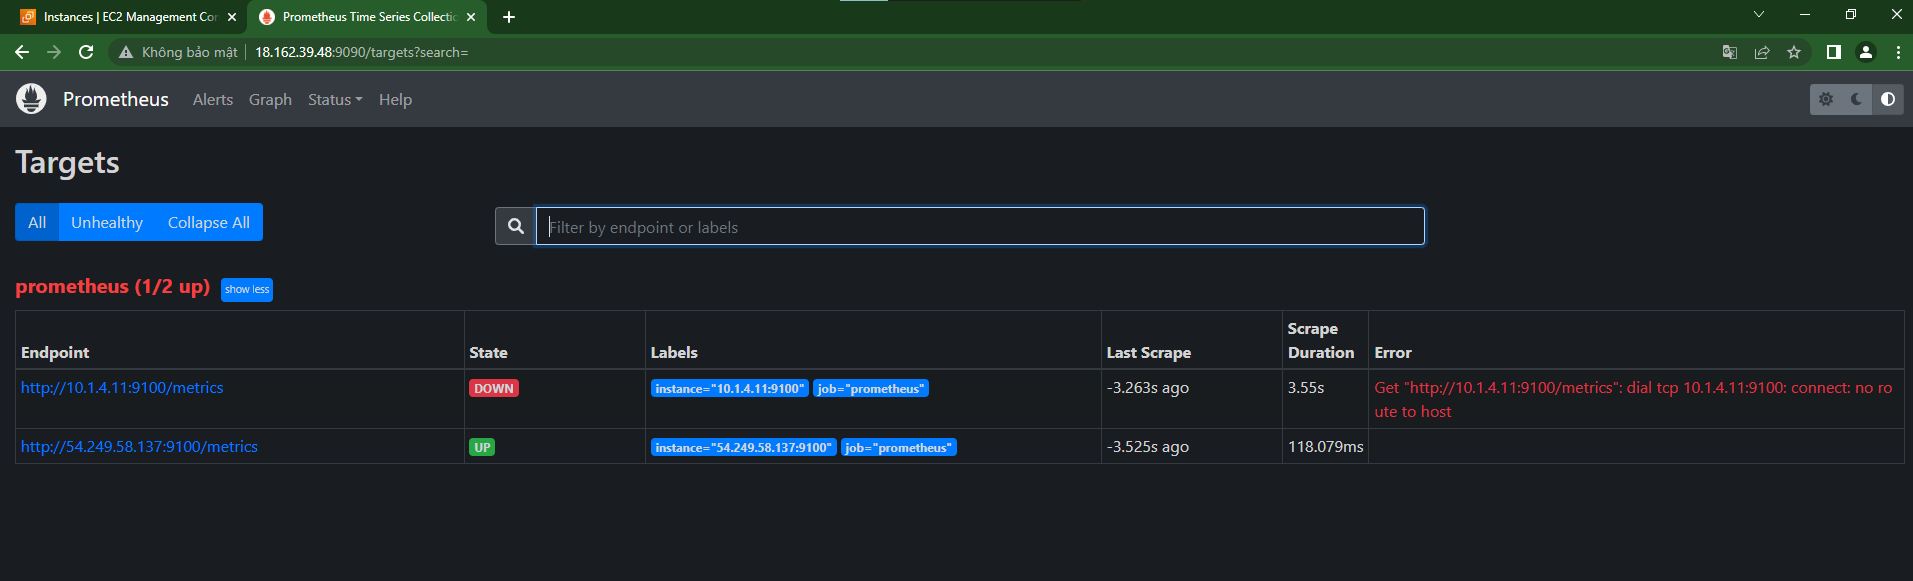 Instances | EC2 Management Con
Prometheus Time Series Collectio
Không bảo mật
18.162.39.48:9090/targets?search=
Prometheus Alerts Graph Status Help
Targets
All Unhealthy Collapse All
Filter by endpoint or labels
prometheus (1/2 up) show less
Endpoint State Labels Last Scrape Scrape Duration Error
http://10.1.4.11:9100/metrics DOWN instance="10.1.4.11:9100" job="prometheus" -3.263s ago 3.55s Get "http://10.1.4.11:9100/metrics": dial tcp 10.1.4.11:9100: connect: no ro
ute to host
http://54.249.58.137:9100/metrics UP instance="54.249.58.137:9100" job="prometheus" -3.525s ago 118.079ms